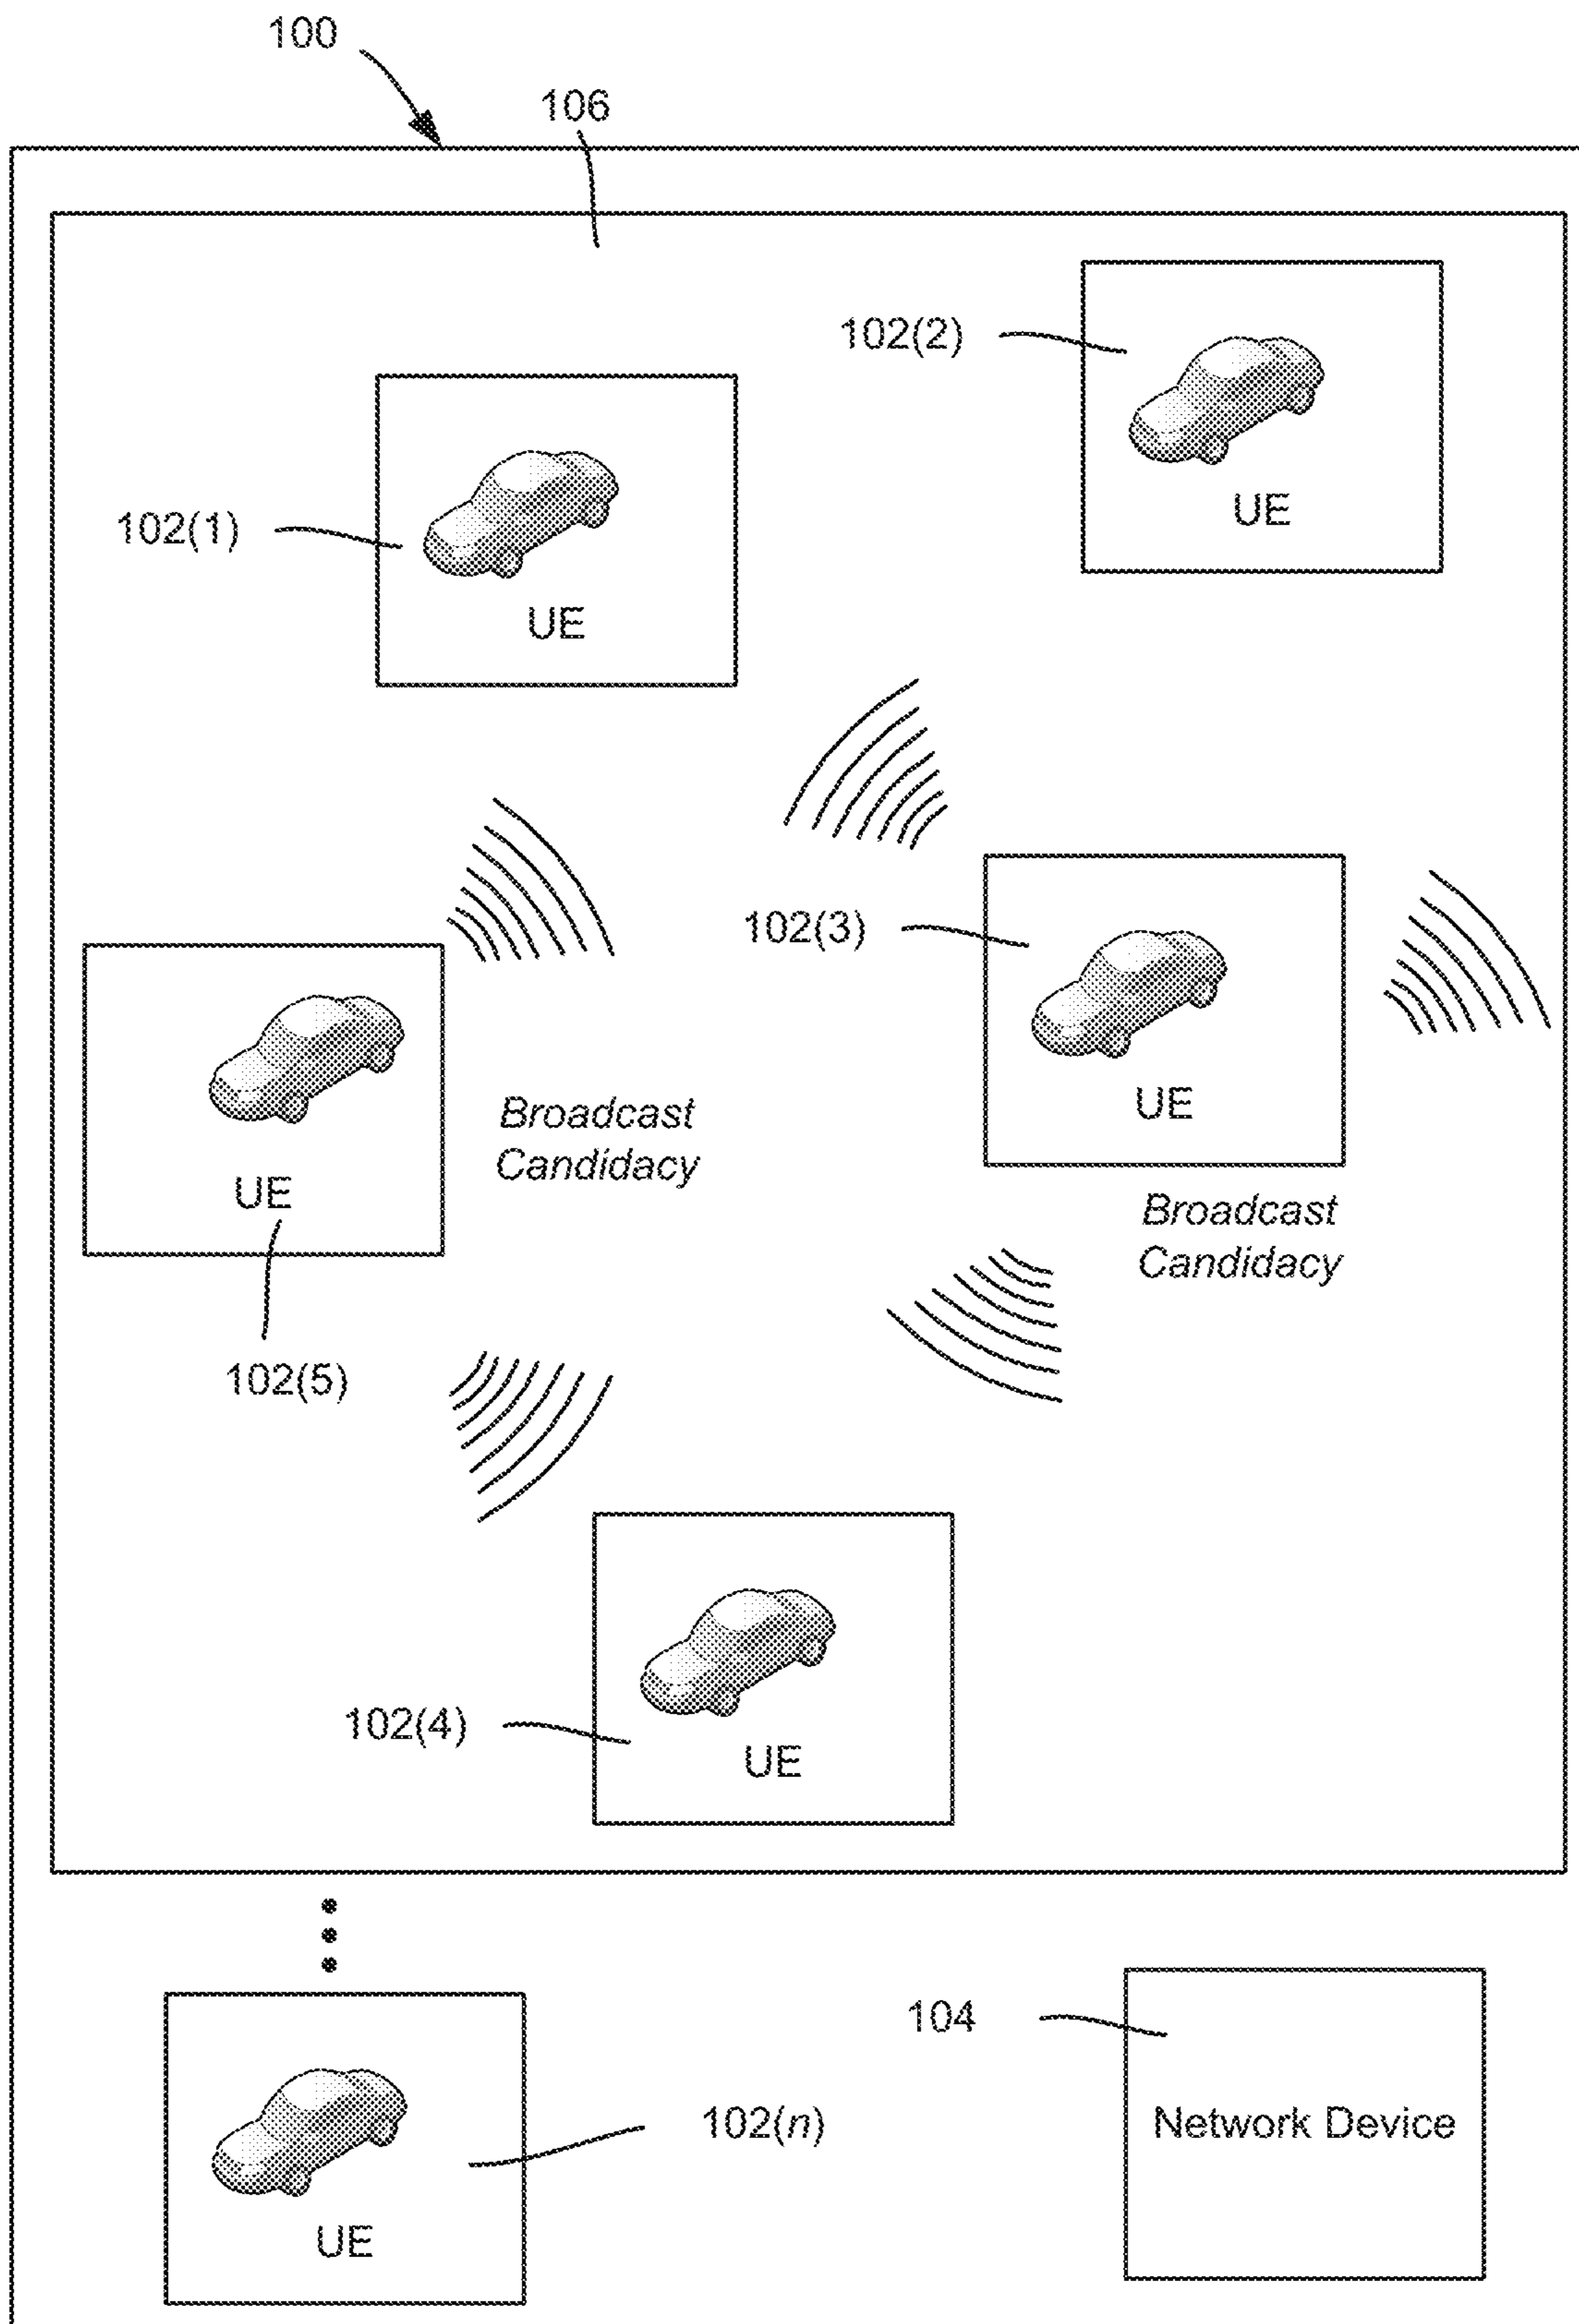 100
106
102(2)
UE
102(1)
UE
102(3)
UE
Broadcast
Candidacy
UE
Broadcast
Candidacy
102(5)
102(4)
UE
104
Network Device
102(n)
UE